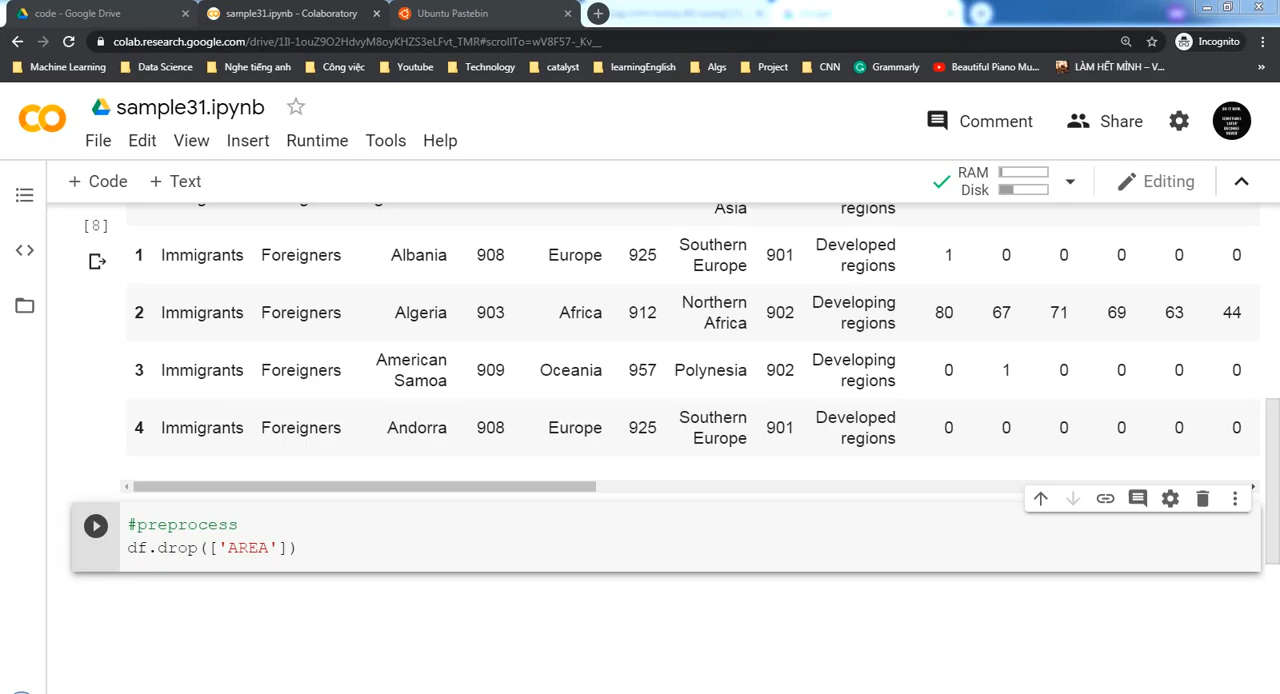 code - Google Drive
sample31.ipynb - Colaboratory
Ubuntu Pastebin
colab.research.google.com/drive/1Il-1ouZ9O2HdvyM8oyKHZS3eLFvt_TMR#scrollTo=wV8F57-_Kv__
Incognito
Machine Learning
Data Science
Nghe tiếng anh
Công việc
Youtube
Technology
catalyst
learningEnglish
Algs
Project
CNN
Grammarly
Beautiful Piano Mu...
LÀM HẾT MÌNH – V...
»
sample31.ipynb
Comment
Share
File Edit View Insert Runtime Tools Help
+ Code + Text
RAM
Disk
Editing
Asia regions
[8]
1 Immigrants Foreigners Albania 908 Europe 925 Southern Europe 901 Developed regions 1 0 0 0 0 0
2 Immigrants Foreigners Algeria 903 Africa 912 Northern Africa 902 Developing regions 80 67 71 69 63 44
3 Immigrants Foreigners American Samoa 909 Oceania 957 Polynesia 902 Developing regions 0 1 0 0 0 0
4 Immigrants Foreigners Andorra 908 Europe 925 Southern Europe 901 Developed regions 0 0 0 0 0 0
#preprocess
df.drop(['AREA'])